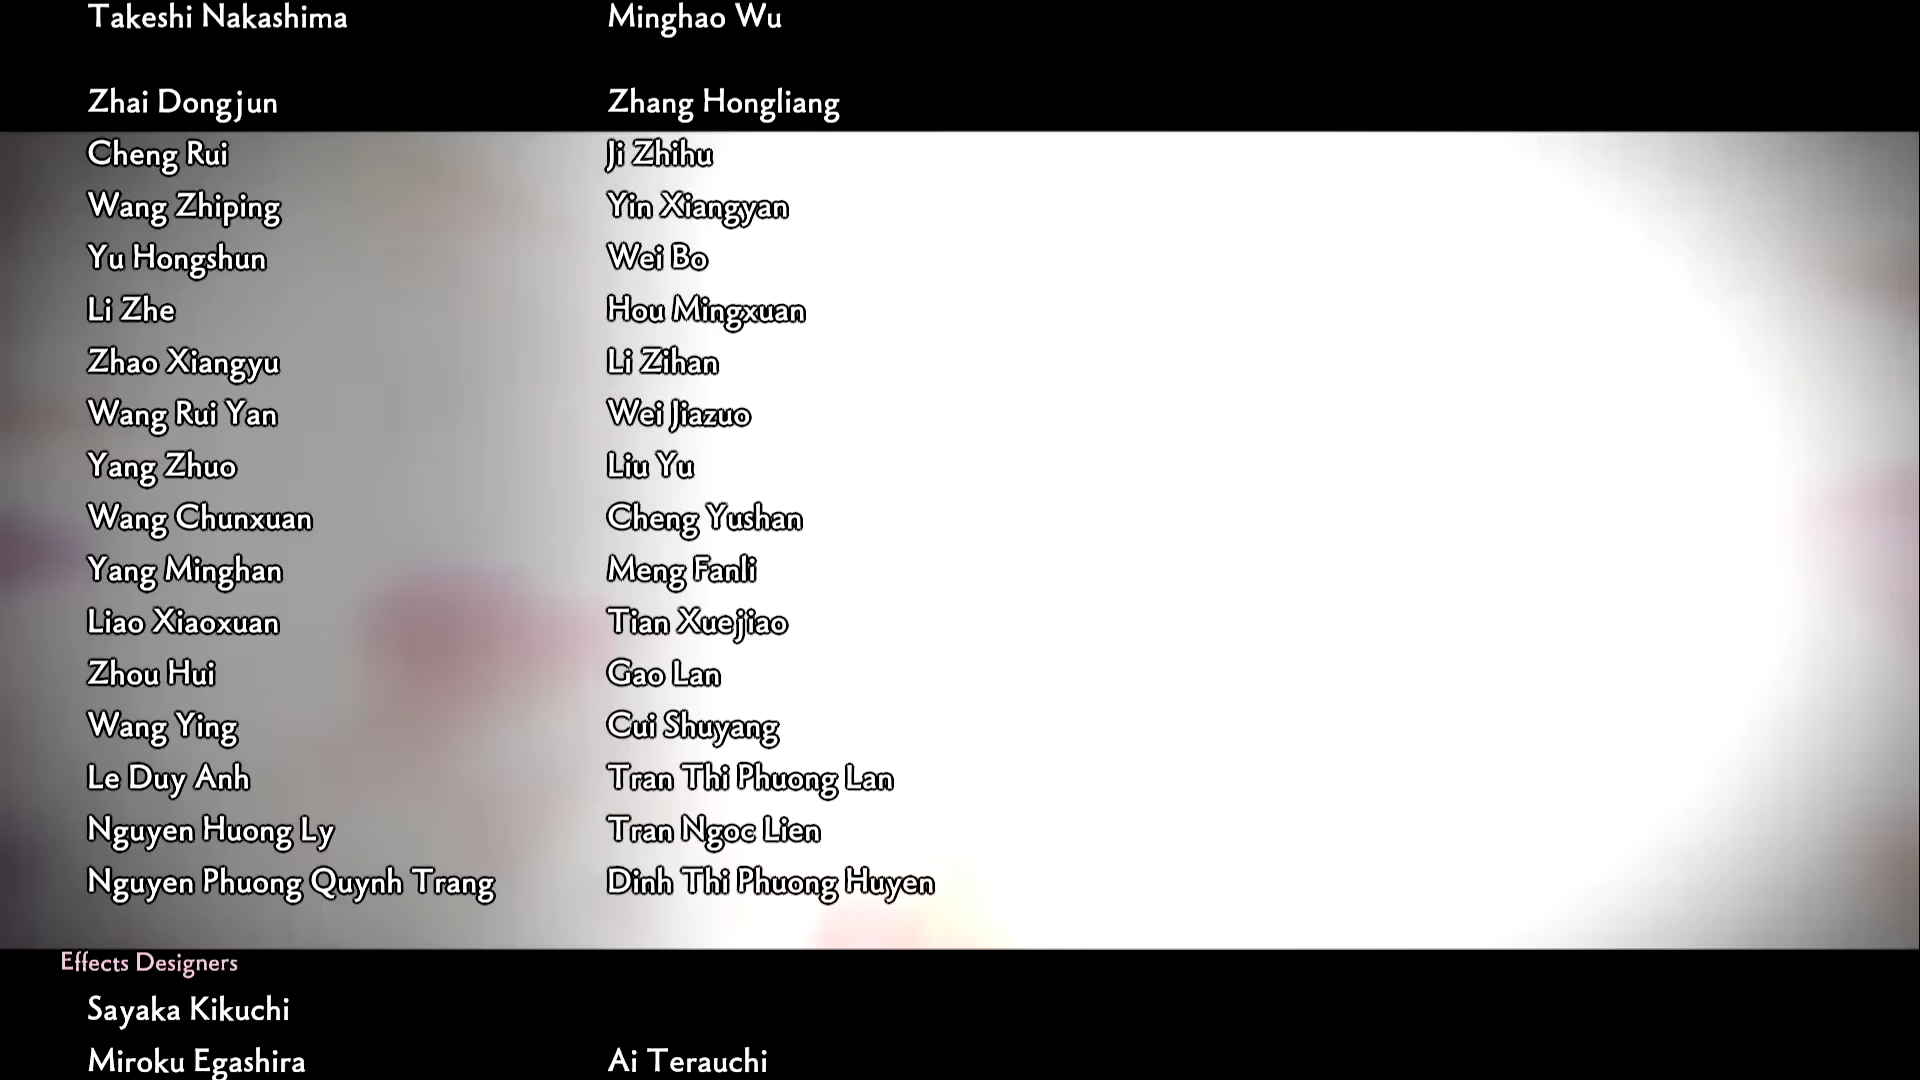 Takeshi Nakashima Minghao Wu
Zhai Dongjun Zhang Hongliang
Cheng Rui Ji Zhihu
Wang Zhiping Yin Xiangyan
Yu Hongshun Wei Bo
Li Zhe Hou Mingxuan
Zhao Xiangyu Li Zihan
Wang Rui Yan Wei Jiazuo
Yang Zhuo Liu Yu
Wang Chunxuan Cheng Yushan
Yang Minghan Meng Fanli
Liao Xiaoxuan Tian Xuejiao
Zhou Hui Gao Lan
Wang Ying Cui Shuyang
Le Duy Anh Tran Thi Phuong Lan
Nguyen Huong Ly Tran Ngoc Lien
Nguyen Phuong Quynh Trang Dinh Thi Phuong Huyen
Effects Designers
Sayaka Kikuchi
Miroku Egashira Ai Terauchi